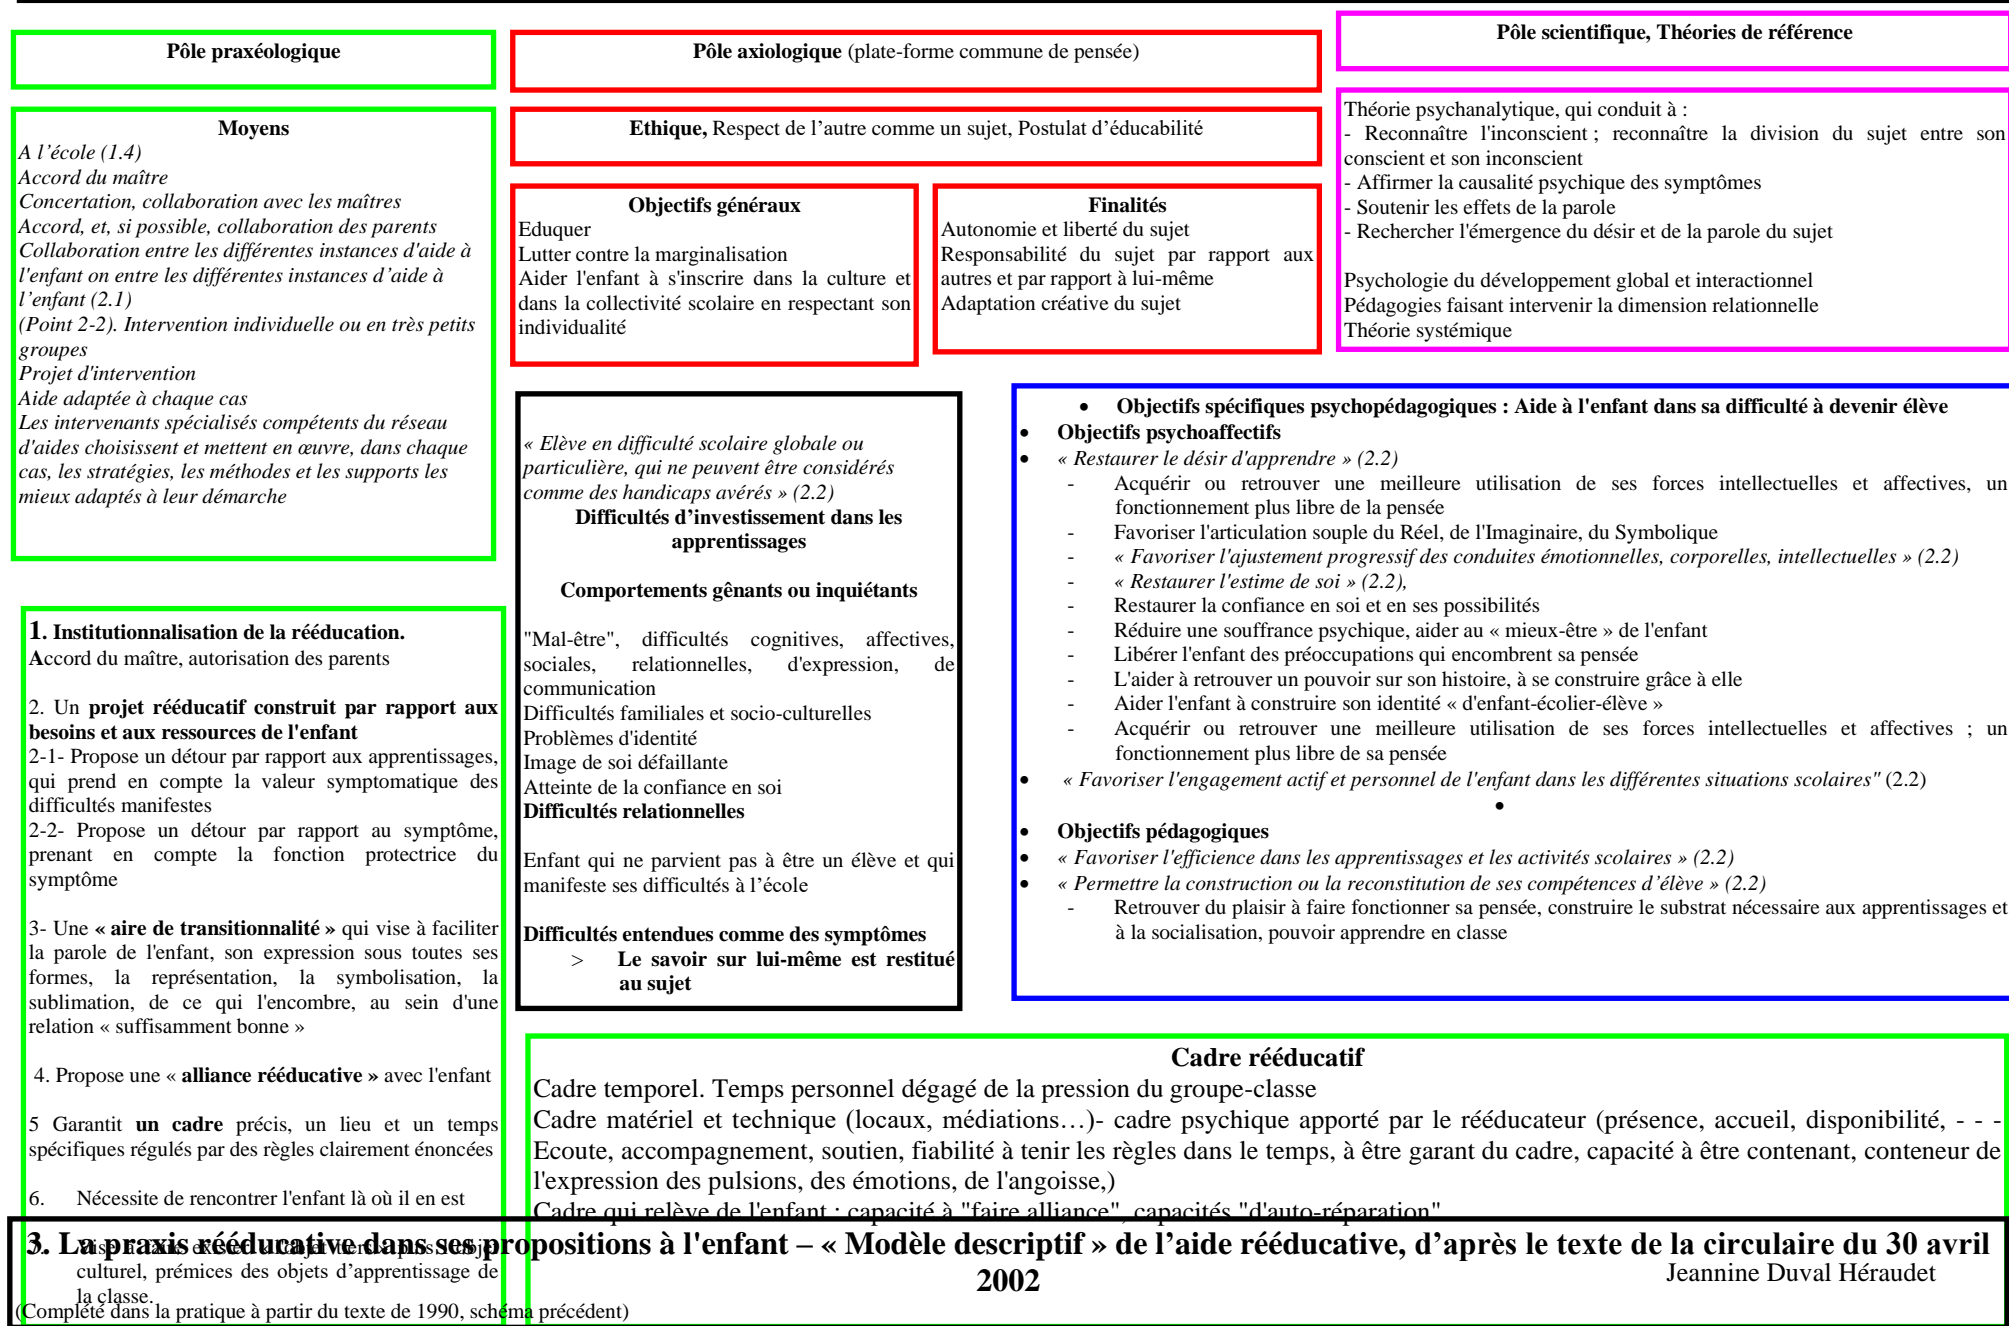 Pôle praxéologique
Pôle axiologique (plate-forme commune de pensée)
Pôle scientifique, Théories de référence
Moyens
A l’école (1.4)
Accord du maître
Concertation, collaboration avec les maîtres
Accord, et, si possible, collaboration des parents
Collaboration entre les différentes instances d'aide à
l'enfant on entre les différentes instances d’aide à
l’enfant (2.1)
(Point 2-2). Intervention individuelle ou en très petits
groupes
Projet d'intervention
Aide adaptée à chaque cas
Les intervenants spécialisés compétents du réseau
d'aides choisissent et mettent en œuvre, dans chaque
cas, les stratégies, les méthodes et les supports les
mieux adaptés à leur démarche
Ethique, Respect de l’autre comme un sujet, Postulat d’éducabilité
Objectifs généraux
Eduquer
Lutter contre la marginalisation
Aider l'enfant à s'inscrire dans la culture et
dans la collectivité scolaire en respectant son
individualité
Finalités
Autonomie et liberté du sujet
Responsabilité du sujet par rapport aux
autres et par rapport à lui-même
Adaptation créative du sujet
Théorie psychanalytique, qui conduit à :
- Reconnaître l'inconscient ; reconnaître la division du sujet entre son
conscient et son inconscient
- Affirmer la causalité psychique des symptômes
- Soutenir les effets de la parole
- Rechercher l'émergence du désir et de la parole du sujet
Psychologie du développement global et interactionnel
Pédagogies faisant intervenir la dimension relationnelle
Théorie systémique
« Elève en difficulté scolaire globale ou
particulière, qui ne peuvent être considérés
comme des handicaps avérés » (2.2)
Difficultés d’investissement dans les
apprentissages
Comportements gênants ou inquiétants
"Mal-être", difficultés cognitives, affectives,
sociales, relationnelles, d'expression, de
communication
Difficultés familiales et socio-culturelles
Problèmes d'identité
Image de soi défaillante
Atteinte de la confiance en soi
Difficultés relationnelles
Enfant qui ne parvient pas à être un élève et qui
manifeste ses difficultés à l’école
Difficultés entendues comme des symptômes
> Le savoir sur lui-même est restitué
au sujet
• Objectifs spécifiques psychopédagogiques : Aide à l'enfant dans sa difficulté à devenir élève
• Objectifs psychoaffectifs
• « Restaurer le désir d'apprendre » (2.2)
- Acquérir ou retrouver une meilleure utilisation de ses forces intellectuelles et affectives, un
fonctionnement plus libre de la pensée
- Favoriser l'articulation souple du Réel, de l'Imaginaire, du Symbolique
- « Favoriser l'ajustement progressif des conduites émotionnelles, corporelles, intellectuelles » (2.2)
- « Restaurer l'estime de soi » (2.2),
- Restaurer la confiance en soi et en ses possibilités
- Réduire une souffrance psychique, aider au « mieux-être » de l'enfant
- Libérer l'enfant des préoccupations qui encombrent sa pensée
- L'aider à retrouver un pouvoir sur son histoire, à se construire grâce à elle
- Aider l'enfant à construire son identité « d'enfant-écolier-élève »
- Acquérir ou retrouver une meilleure utilisation de ses forces intellectuelles et affectives ; un
fonctionnement plus libre de sa pensée
• « Favoriser l'engagement actif et personnel de l'enfant dans les différentes situations scolaires" (2.2)
•
• Objectifs pédagogiques
• « Favoriser l'efficience dans les apprentissages et les activités scolaires » (2.2)
• « Permettre la construction ou la reconstitution de ses compétences d’élève » (2.2)
- Retrouver du plaisir à faire fonctionner sa pensée, construire le substrat nécessaire aux apprentissages et
à la socialisation, pouvoir apprendre en classe
1. Institutionnalisation de la rééducation.
Accord du maître, autorisation des parents
2. Un projet rééducatif construit par rapport aux
besoins et aux ressources de l'enfant
2-1- Propose un détour par rapport aux apprentissages,
qui prend en compte la valeur symptomatique des
difficultés manifestes
2-2- Propose un détour par rapport au symptôme,
prenant en compte la fonction protectrice du
symptôme
3- Une « aire de transitionnalité » qui vise à faciliter
la parole de l'enfant, son expression sous toutes ses
formes, la représentation, la symbolisation, la
sublimation, de ce qui l'encombre, au sein d'une
relation « suffisamment bonne »
4. Propose une « alliance rééducative » avec l'enfant
5 Garantit un cadre précis, un lieu et un temps
spécifiques régulés par des règles clairement énoncées
6. Nécessite de rencontrer l'enfant là où il en est
culturel, prémices des objets d’apprentissage de
la classe.
Cadre rééducatif
Cadre temporel. Temps personnel dégagé de la pression du groupe-classe
Cadre matériel et technique (locaux, médiations…)- cadre psychique apporté par le rééducateur (présence, accueil, disponibilité, - - -
Ecoute, accompagnement, soutien, fiabilité à tenir les règles dans le temps, à être garant du cadre, capacité à être contenant, conteneur de
l'expression des pulsions, des émotions, de l'angoisse,)
Cadre qui relève de l'enfant : capacité à "faire alliance", capacités "d'auto-réparation"
3. La praxis rééducative dans ses propositions à l'enfant – « Modèle descriptif » de l’aide rééducative, d’après le texte de la circulaire du 30 avril
2002
Jeannine Duval Héraudet
(Complété dans la pratique à partir du texte de 1990, schéma précédent)